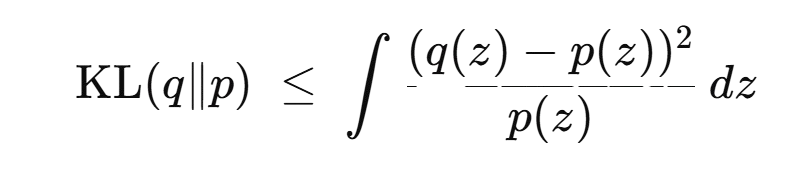 KL(q‖p) ≤ ∫ (q(z) − p(z))² / p(z) dz